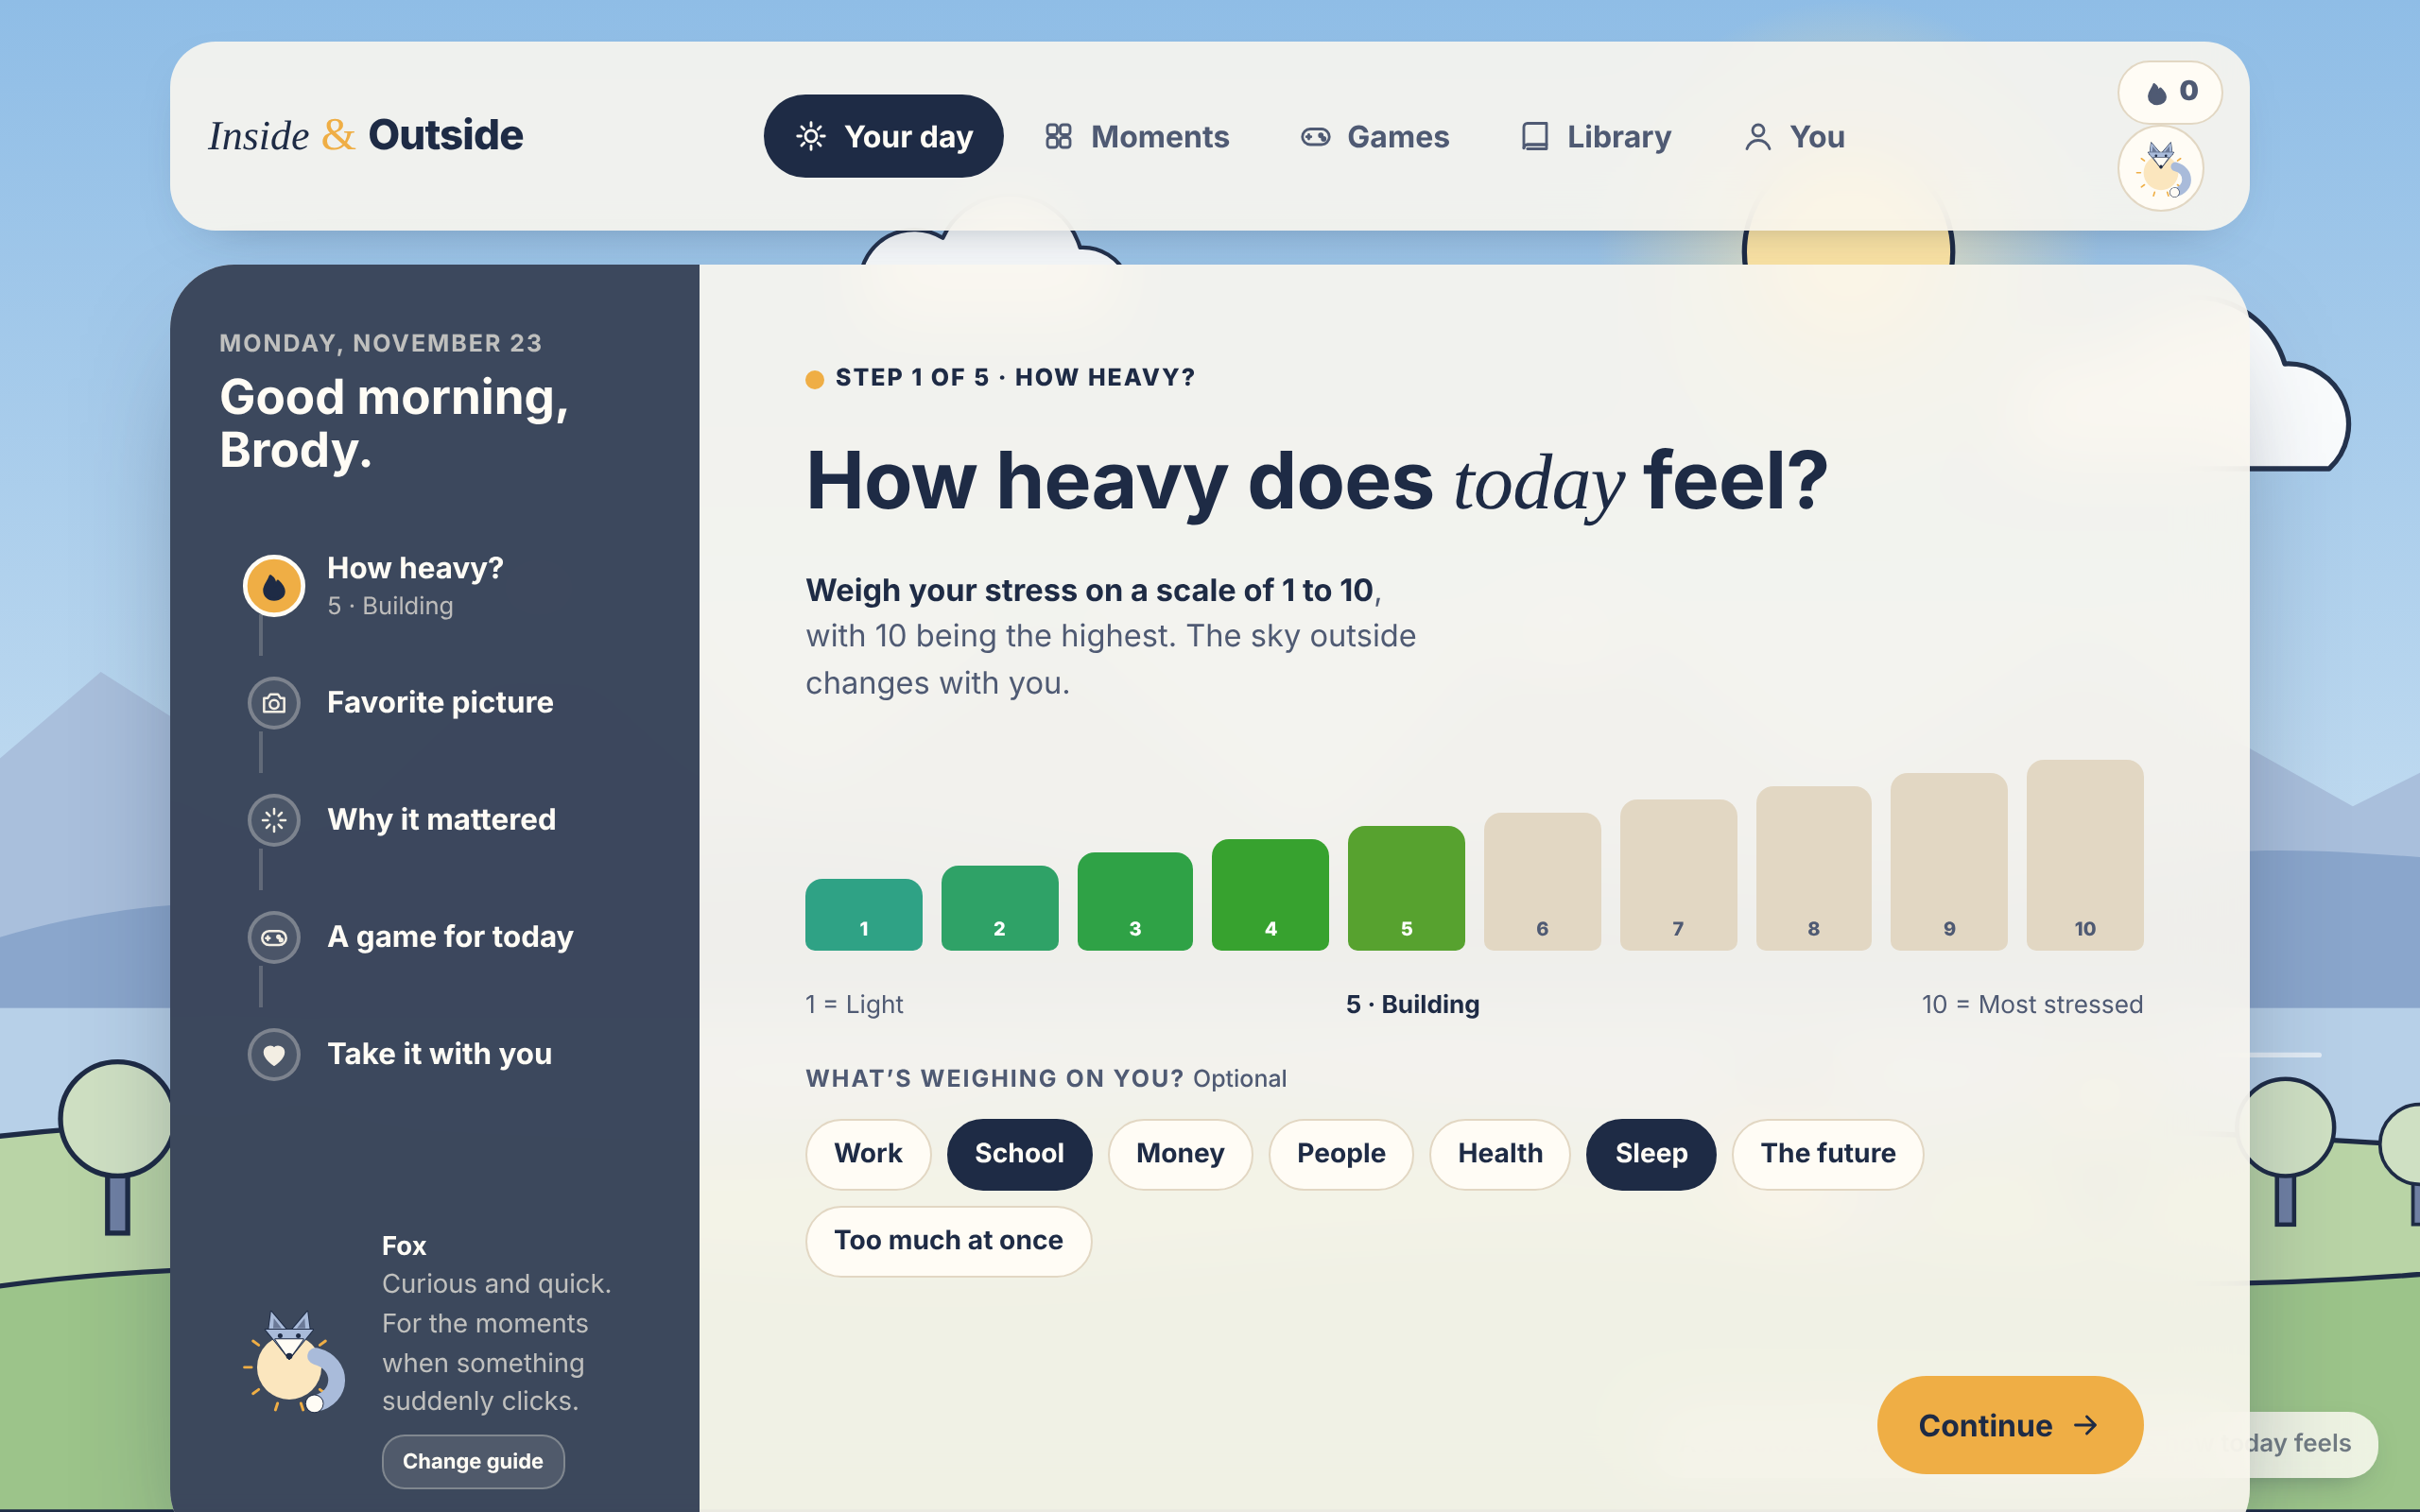 Inside & Outside
Your day
Moments
Games
Library
You
0
MONDAY, NOVEMBER 23
Good morning,
Brody.
How heavy?
5 · Building
Favorite picture
Why it mattered
A game for today
Take it with you
Fox
Curious and quick.
For the moments
when something
suddenly clicks.
Change guide
STEP 1 OF 5 · HOW HEAVY?
How heavy does today feel?
Weigh your stress on a scale of 1 to 10,
with 10 being the highest. The sky outside
changes with you.
1 2 3 4 5 6 7 8 9 10
1 = Light
5 · Building
10 = Most stressed
WHAT’S WEIGHING ON YOU? Optional
Work
School
Money
People
Health
Sleep
The future
Too much at once
Continue
feels